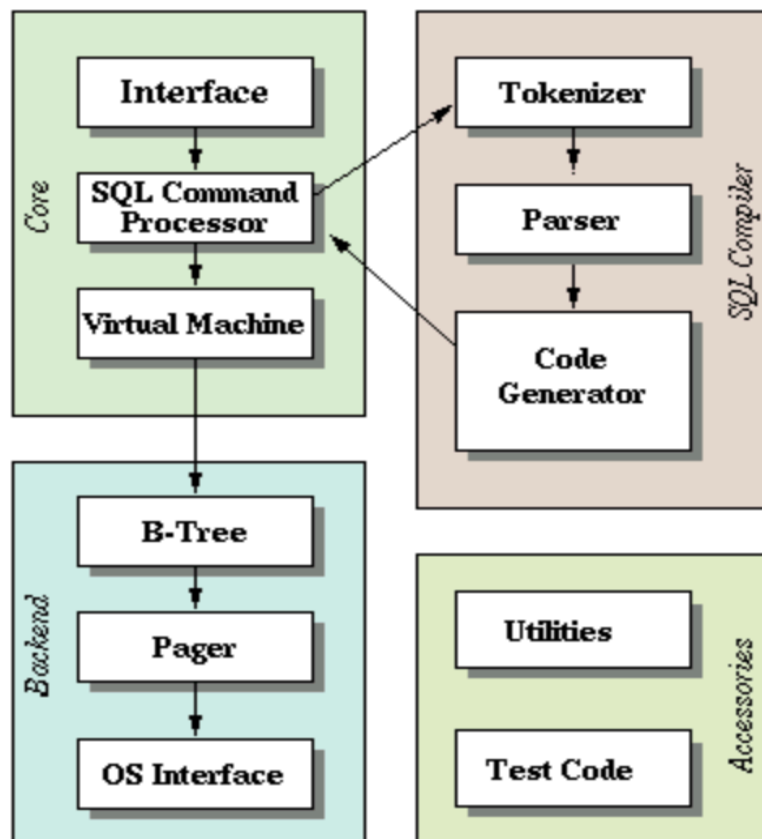 Core
Interface
SQL Command
Processor
Virtual Machine
SQL Compiler
Tokenizer
Parser
Code
Generator
Backend
B-Tree
Pager
OS Interface
Accessories
Utilities
Test Code